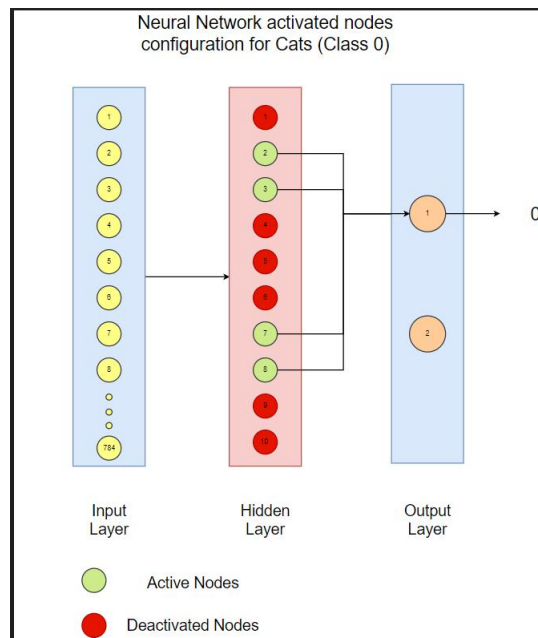 Neural Network activated nodes
configuration for Cats (Class 0)
1
2
3
4
5
6
7
8
784
1
2
3
4
5
6
7
8
9
10
1
2
0
Input
Layer
Hidden
Layer
Output
Layer
Active Nodes
Deactivated Nodes